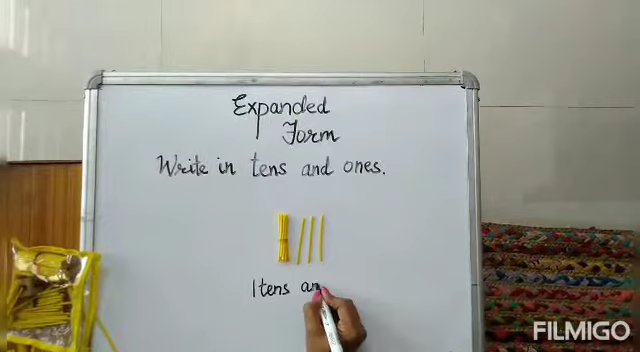 Expanded
Form
Write in tens and ones.
1 tens an
FILMIGO